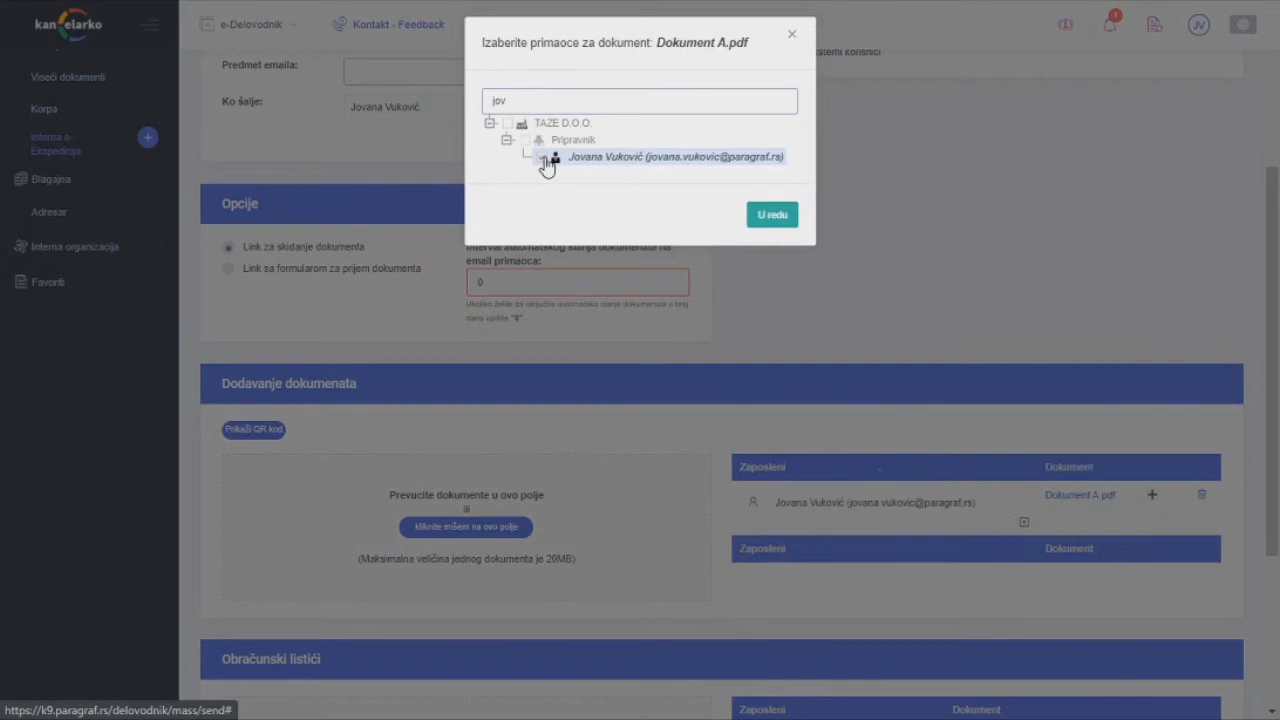 kancelarko
e-Delovodnik
Kontakt - Feedback
1
JV
Viseći dokumenti
Korpa
Interna e-
Ekspedicija
Blagajna
Adresar
Interna organizacija
Favoriti
Predmet emaila:
Ko šalje:
Jovana Vuković
Izaberite primaoce za dokument: Dokument A.pdf
jov
TAZE D.O.O.
Pripravnik
Jovana Vuković (jovana.vukovic@paragraf.rs)
U redu
korisnici
Opcije
Link za skidanje dokumenta
Link sa formularom za prijem dokumenta
Interval automatskog slanja dokumenata na
email primaoca:
0
Ukoliko želite da isključite automatsko slanje dokumenata u broj
dana upišite "0"
Dodavanje dokumenata
Prikaži QR kod
Prevucite dokumente u ovo polje
ili
kliknite mišem na ovo polje
(Maksimalna veličina jednog dokumenta je 20MB)
Zaposleni
Dokument
Jovana Vuković (jovana.vukovic@paragraf.rs)
Dokument A.pdf
Zaposleni
Dokument
Obračunski listići
Zaposleni
Dokument
https://k9.paragraf.rs/delovodnik/mass/send#